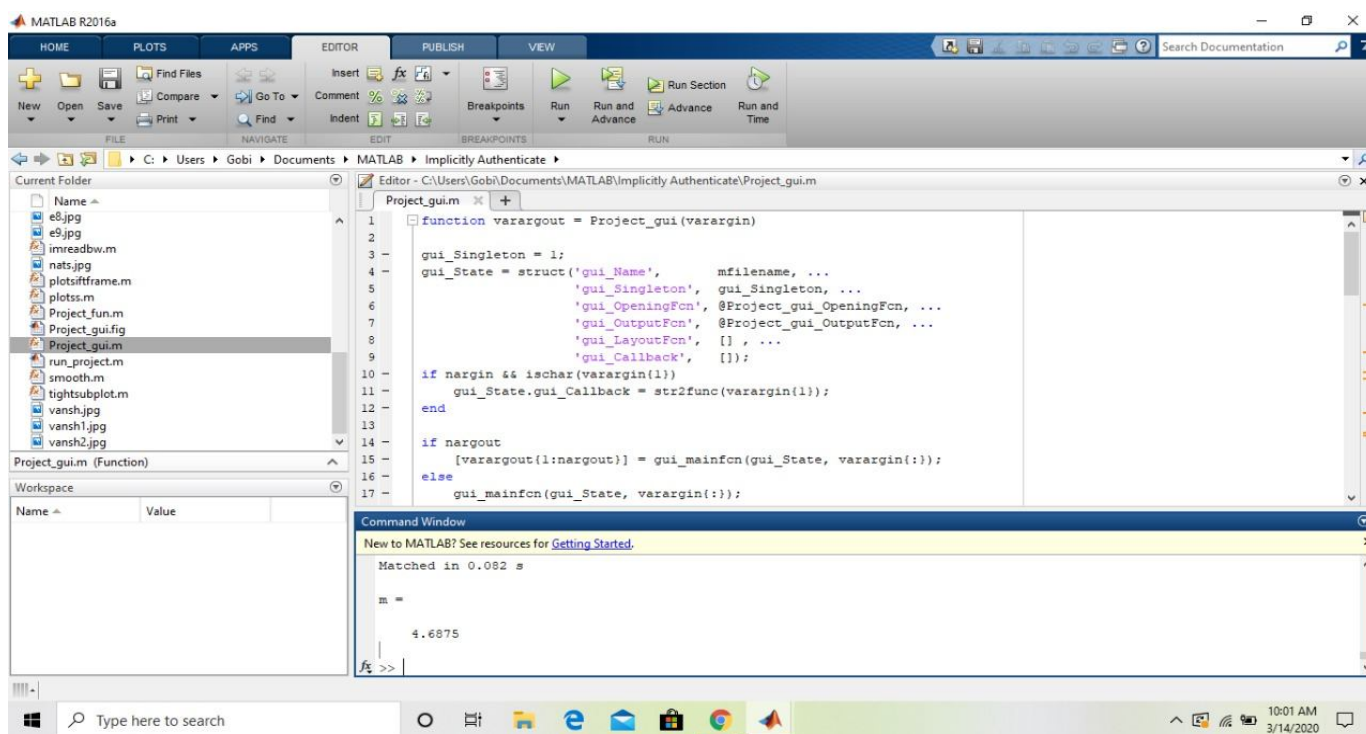 MATLAB R2016a
HOME PLOTS APPS EDITOR PUBLISH VIEW Search Documentation
New Open Save Find Files Compare Print
FILE
Go To Find
NAVIGATE
Insert fx
Comment %
Indent
EDIT
Breakpoints
BREAKPOINTS
Run Run and Advance Run Section Advance Run and Time
RUN
C: Users Gobi Documents MATLAB Implicitly Authenticate
Current Folder
Name
e8.jpg
e9.jpg
imreadbw.m
nats.jpg
plotsiftframe.m
plotss.m
Project_fun.m
Project_gui.fig
Project_gui.m
run_project.m
smooth.m
tightsubplot.m
vansh.jpg
vansh1.jpg
vansh2.jpg
Project_gui.m (Function)
Workspace
Name Value
Editor - C:\Users\Gobi\Documents\MATLAB\Implicitly Authenticate\Project_gui.m
Project_gui.m +
1 function varargout = Project_gui(varargin)
2
3 - gui_Singleton = 1;
4 - gui_State = struct('gui_Name', mfilename, ...
5 'gui_Singleton', gui_Singleton, ...
6 'gui_OpeningFcn', @Project_gui_OpeningFcn, ...
7 'gui_OutputFcn', @Project_gui_OutputFcn, ...
8 'gui_LayoutFcn', [] , ...
9 'gui_Callback', []);
10 - if nargin && ischar(varargin{1})
11 - gui_State.gui_Callback = str2func(varargin{1});
12 - end
13
14 - if nargout
15 - [varargout{1:nargout}] = gui_mainfcn(gui_State, varargin{:});
16 - else
17 - gui_mainfcn(gui_State, varargin{:});
Command Window
New to MATLAB? See resources for Getting Started.
Matched in 0.082 s
m =
4.6875
fx >>
Type here to search
10:01 AM
3/14/2020